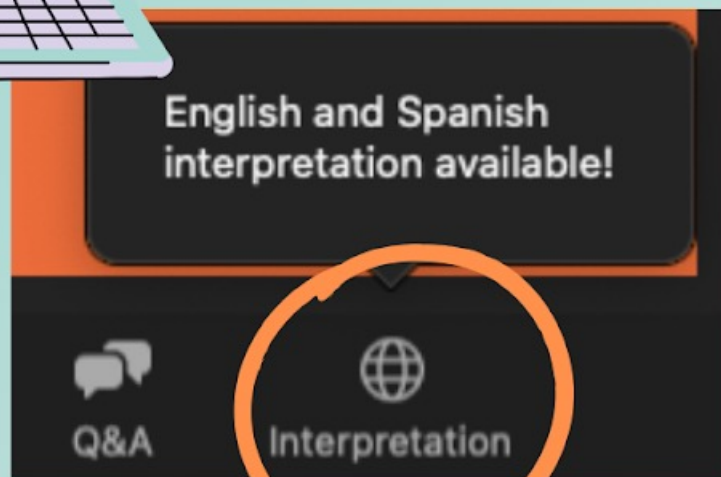 English and Spanish
interpretation available!
Q&A
Interpretation